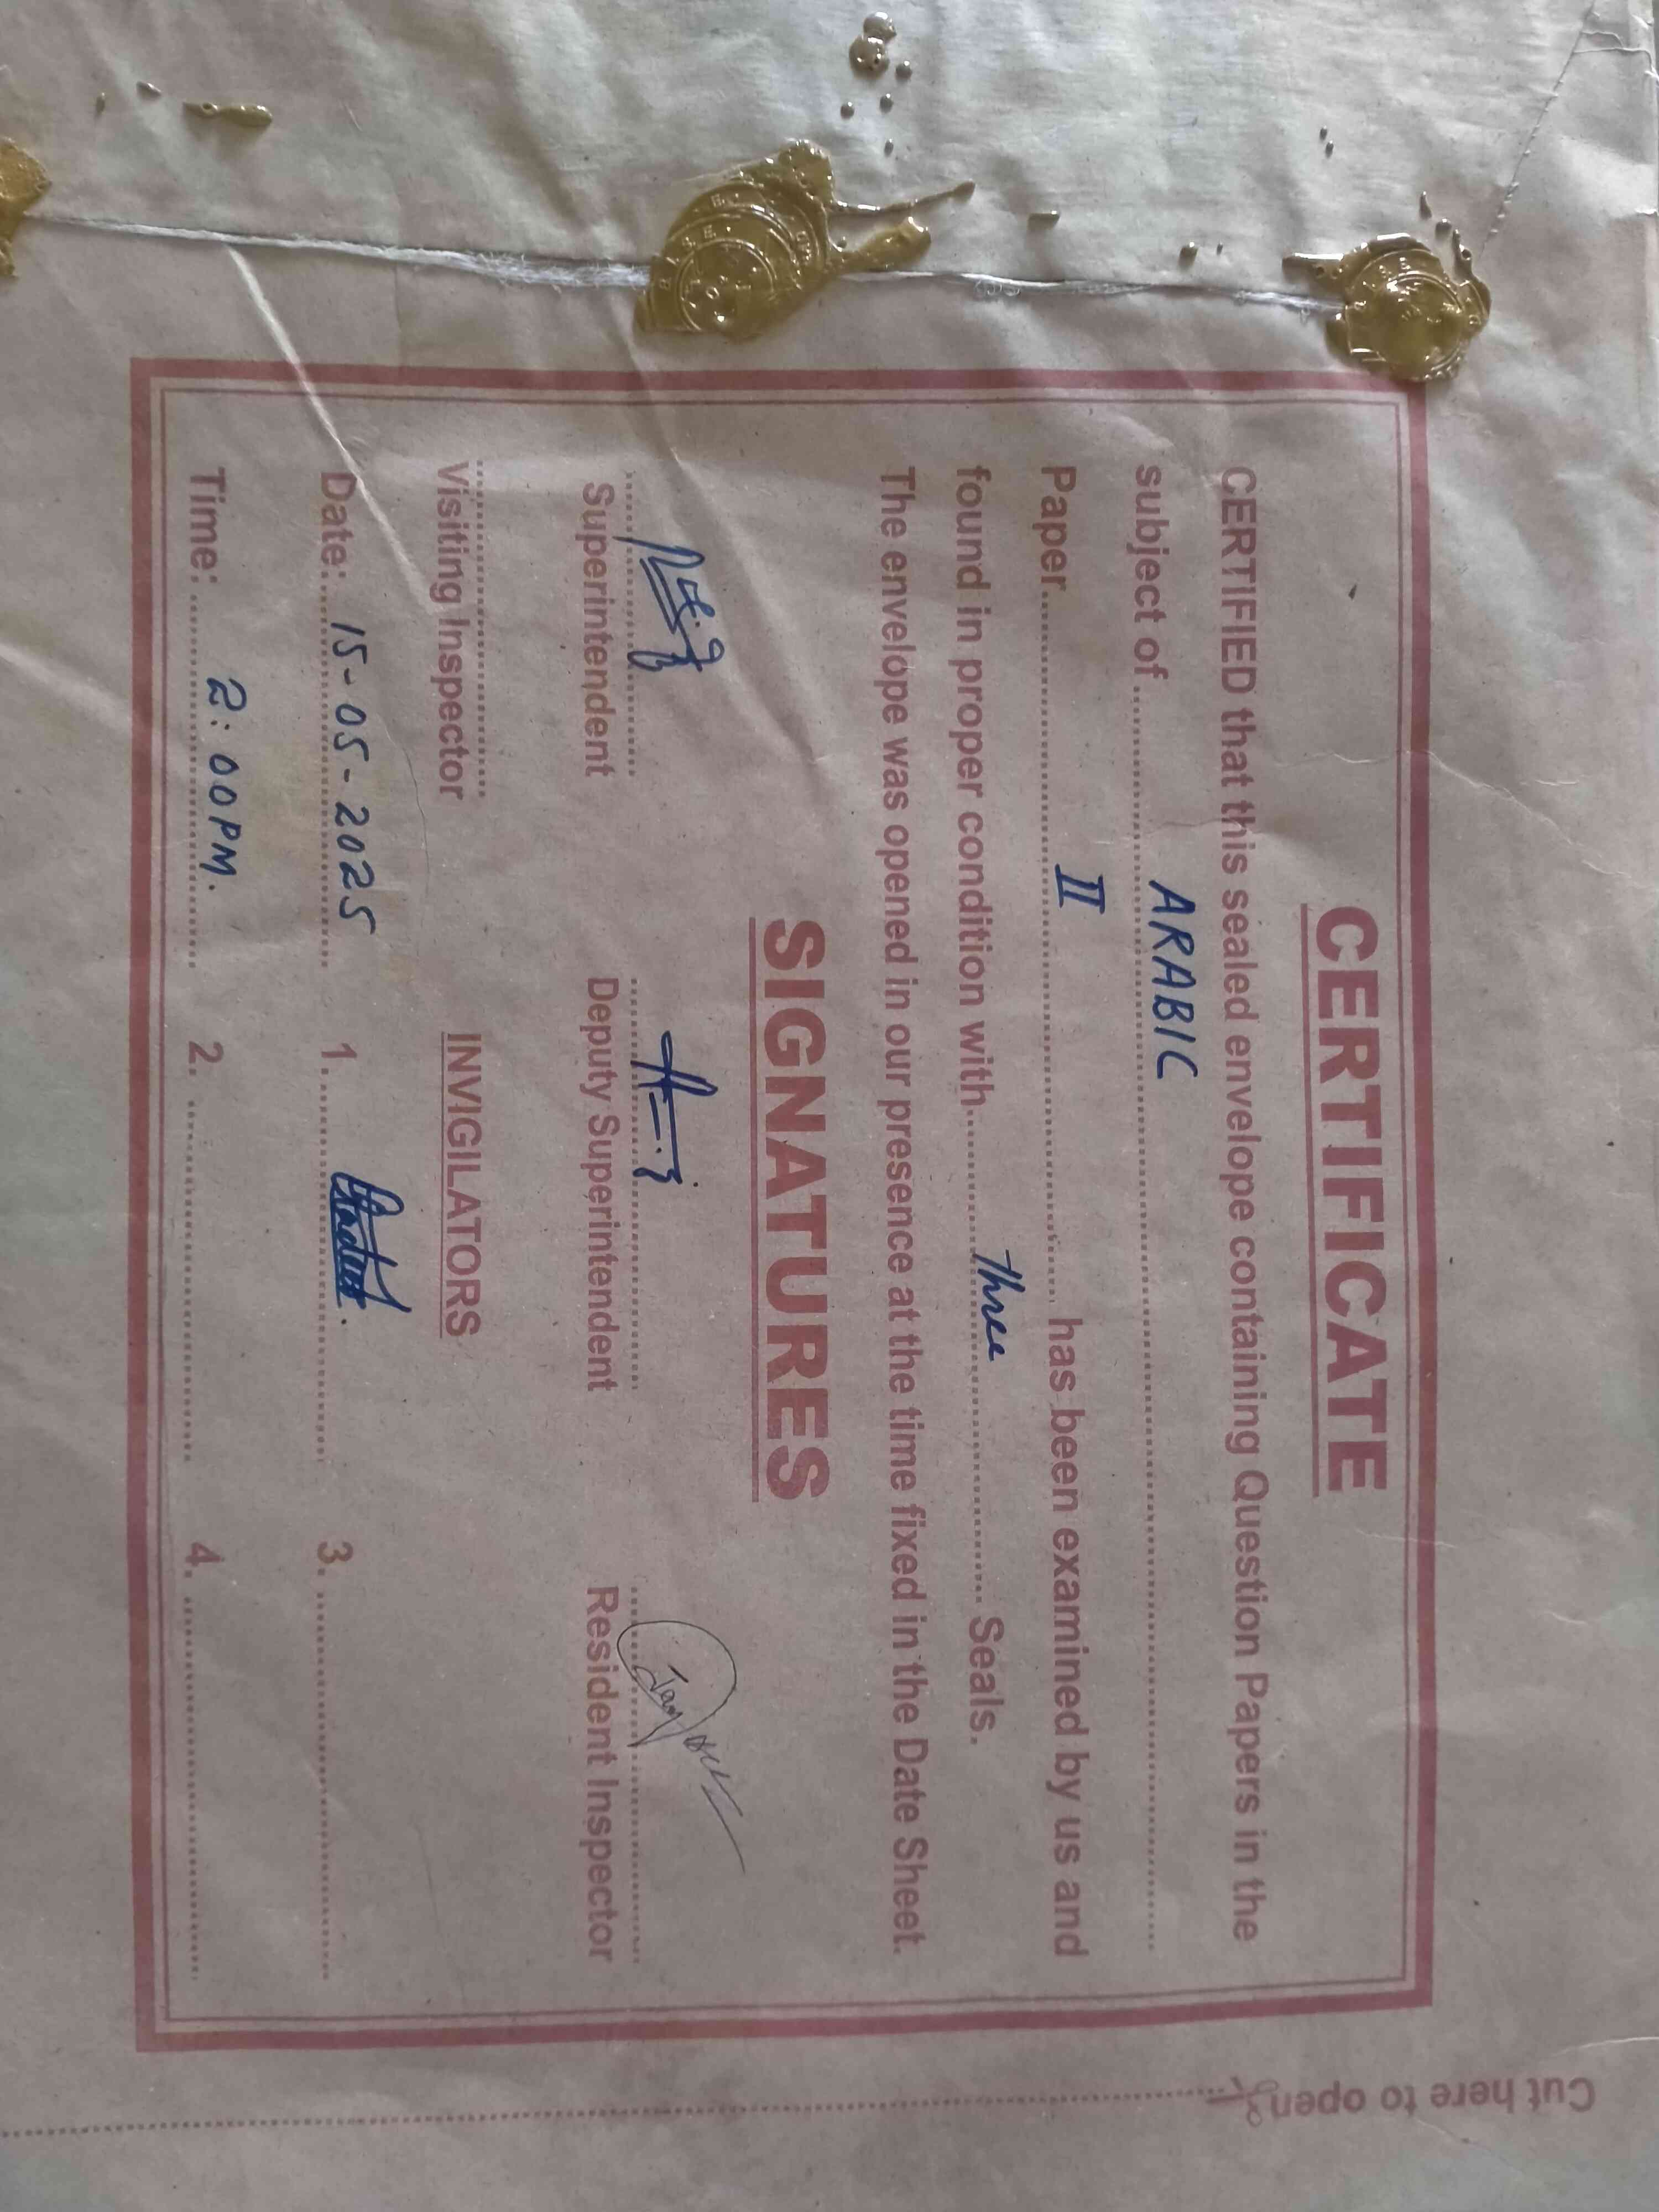 CERTIFICATE
CERTIFIED that this sealed envelope containing Question Papers in the
subject of ARABIC
Paper II has been examined by us and
found in proper condition with Three Seals.
The envelope was opened in our presence at the time fixed in the Date Sheet.
SIGNATURES
Superintendent Deputy Superintendent Resident Inspector
Visiting Inspector INVIGILATORS
Date: 15-05-2025 1. 3.
Time: 2:00PM. 2. 4.
Cut here to open